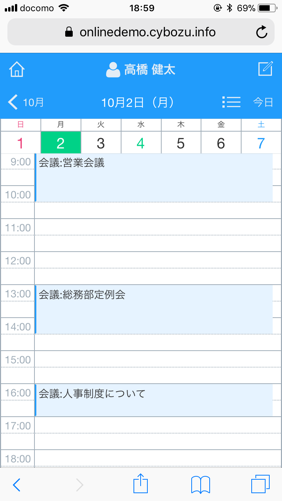 docomo 18:59 69%
onlinedemo.cybozu.info
高橋 健太
10月 10月2日（月） 今日
日 月 火 水 木 金 土
1 2 3 4 5 6 7
9:00 会議:営業会議
10:00
11:00
12:00
13:00 会議:総務部定例会
14:00
15:00
16:00 会議:人事制度について
17:00
18:00